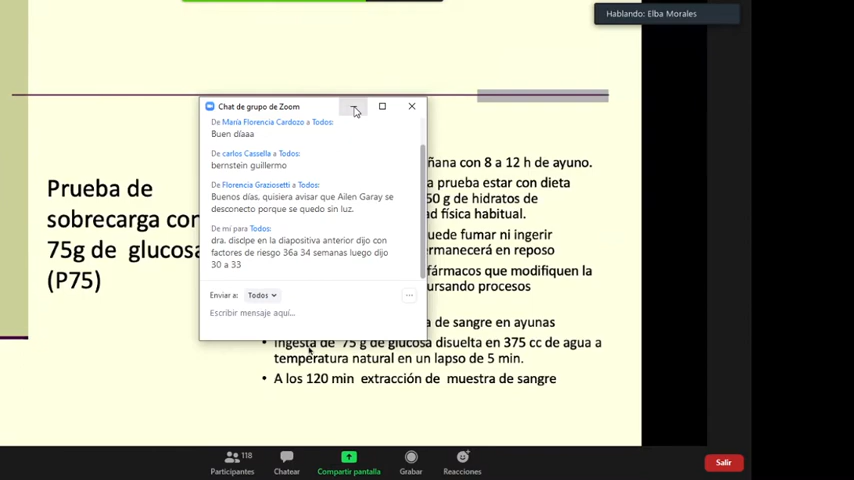 Hablando: Elba Morales
Chat de grupo de Zoom
De María Florencia Cardozo a Todos:
Buen díaaa
De carlos Cassella a Todos:
bernstein guillermo
De Florencia Graziosetti a Todos:
Buenos días, quisiera avisar que Ailen Garay se
desconecto porque se quedo sin luz.
De mí para Todos:
dra. disclpe en la diapositiva anterior dijo con
factores de riesgo 36a 34 semanas luego dijo
30 a 33
Enviar a: Todos
Escribir mensaje aquí...
Prueba de
sobrecarga con
75g de glucosa
(P75)
ñana con 8 a 12 h de ayuno.
a prueba estar con dieta
50 g de hidratos de
ad física habitual.
uede fumar ni ingerir
ermanecerá en reposo
fármacos que modifiquen la
ursando procesos
a de sangre en ayunas
• Ingesta de 75 g de glucosa disuelta en 375 cc de agua a
temperatura natural en un lapso de 5 min.
• A los 120 min extracción de muestra de sangre
118
Participantes
Chatear
Compartir pantalla
Grabar
Reacciones
Salir